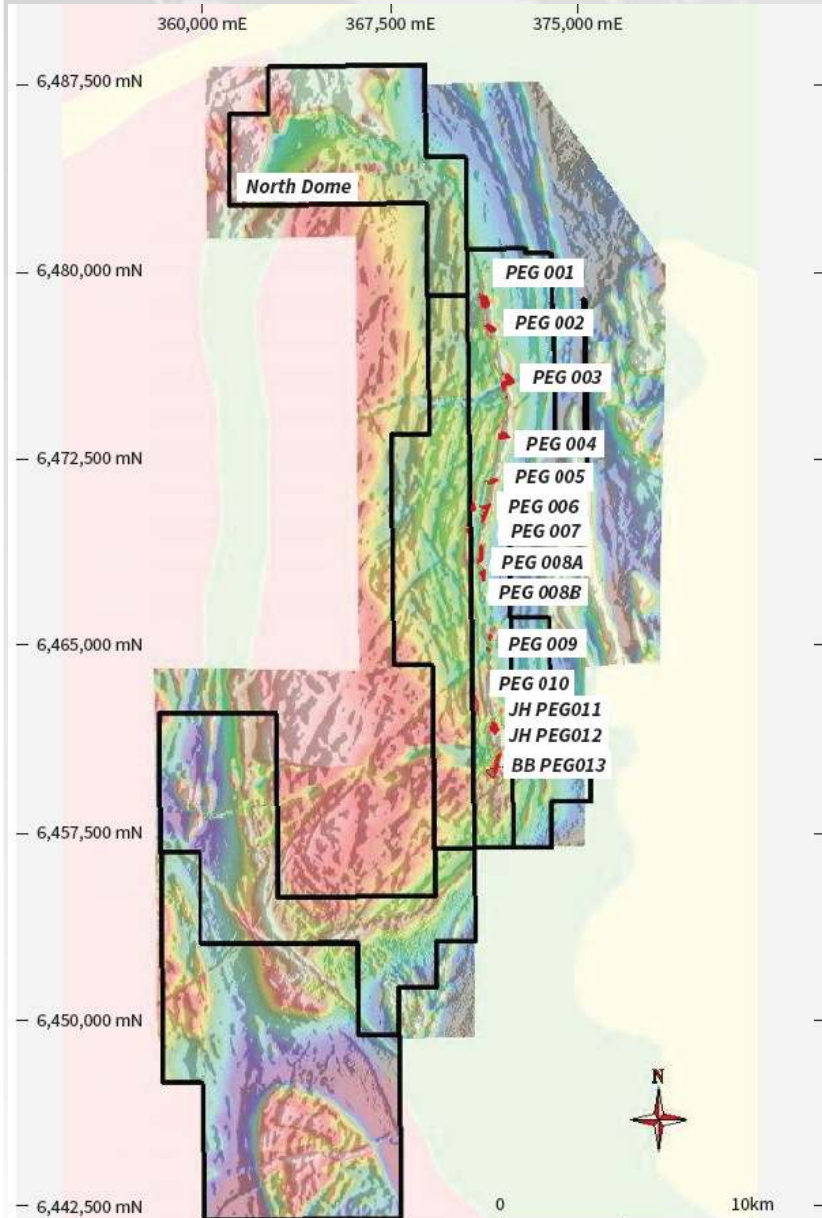 360,000 mE
367,500 mE
375,000 mE
6,487,500 mN
North Dome
6,480,000 mN
PEG 001
PEG 002
PEG 003
PEG 004
6,472,500 mN
PEG 005
PEG 006
PEG 007
PEG 008A
PEG 008B
6,465,000 mN
PEG 009
PEG 010
JH PEG011
JH PEG012
BB PEG013
6,457,500 mN
6,450,000 mN
N
6,442,500 mN
0
10km